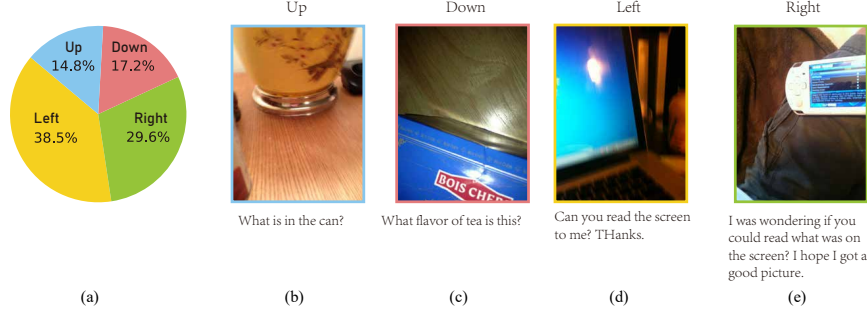 Up
Down
Left
Right
Up
14.8%
Down
17.2%
Left
38.5%
Right
29.6%
BOIS CHER
What is in the can?
What flavor of tea is this?
Can you read the screen
to me? THanks.
I was wondering if you
could read what was on
the screen? I hope I got a
good picture.
(a)
(b)
(c)
(d)
(e)